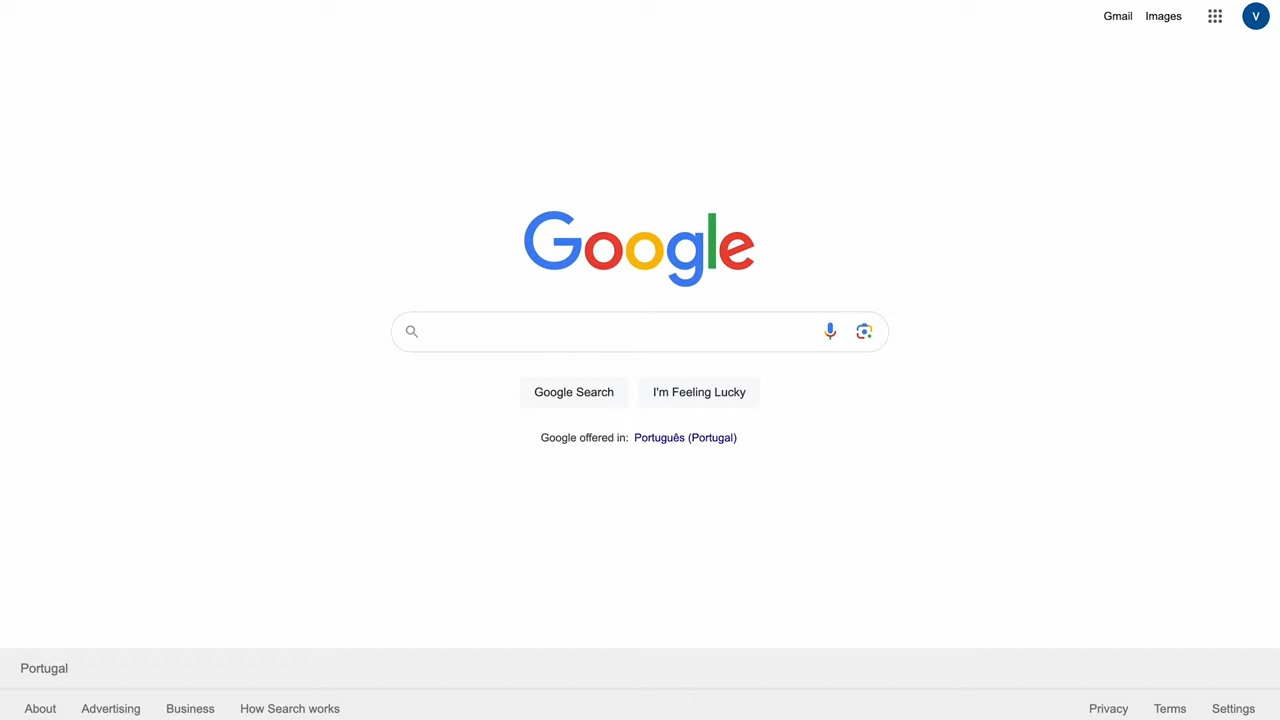 Gmail Images
V
Google
Google Search I'm Feeling Lucky
Google offered in: Português (Portugal)
Portugal
About Advertising Business How Search works Privacy Terms Settings